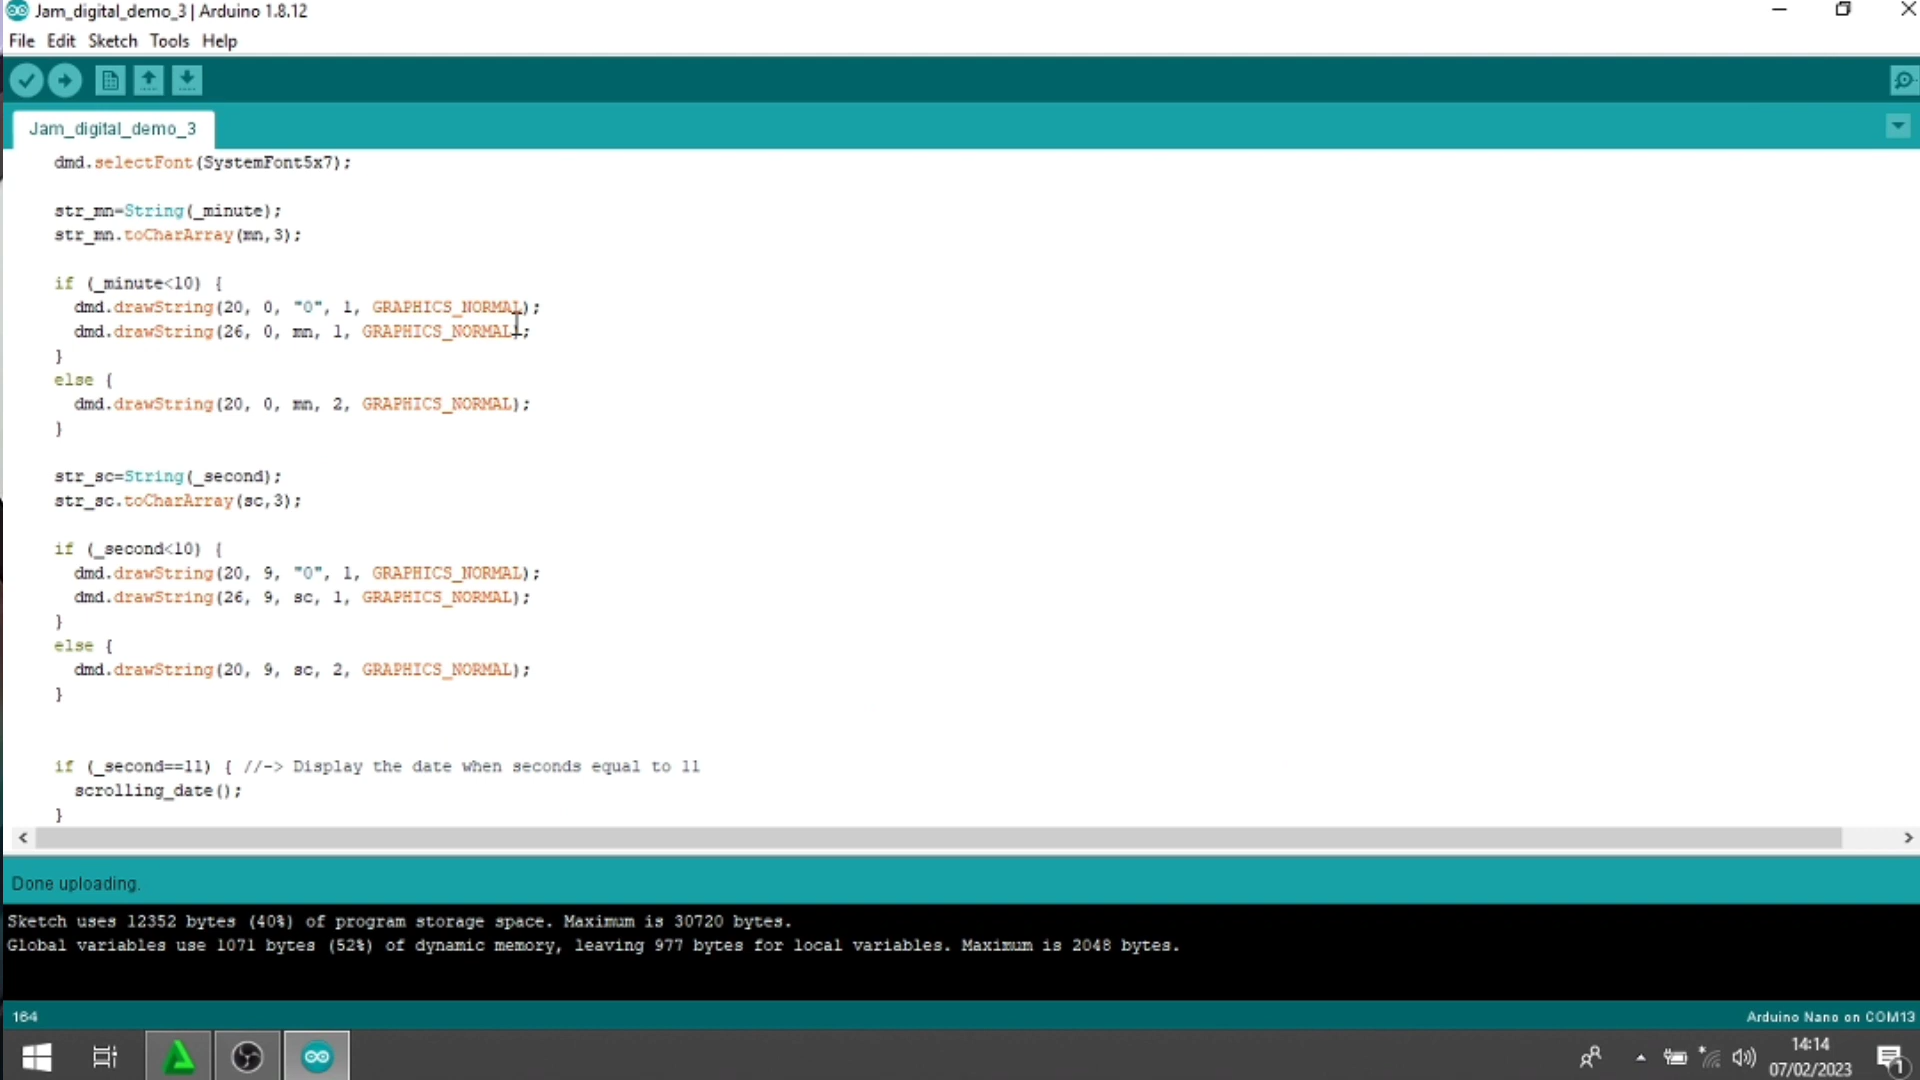 Jam_digital_demo_3 | Arduino 1.8.12
File Edit Sketch Tools Help
Jam_digital_demo_3
dmd.selectFont(SystemFont5x7);
str_mn=String(_minute);
str_mn.toCharArray(mn,3);
if (_minute<10) {
dmd.drawString(20, 0, "0", 1, GRAPHICS_NORMAL);
dmd.drawString(26, 0, mn, 1, GRAPHICS_NORMAL);
}
else {
dmd.drawString(20, 0, mn, 2, GRAPHICS_NORMAL);
}
str_sc=String(_second);
str_sc.toCharArray(sc,3);
if (_second<10) {
dmd.drawString(20, 9, "0", 1, GRAPHICS_NORMAL);
dmd.drawString(26, 9, sc, 1, GRAPHICS_NORMAL);
}
else {
dmd.drawString(20, 9, sc, 2, GRAPHICS_NORMAL);
}
if (_second==11) { //-> Display the date when seconds equal to 11
scrolling_date();
}
Done uploading.
Sketch uses 12352 bytes (40%) of program storage space. Maximum is 30720 bytes.
Global variables use 1071 bytes (52%) of dynamic memory, leaving 977 bytes for local variables. Maximum is 2048 bytes.
164
Arduino Nano on COM13
14:14
07/02/2023
1